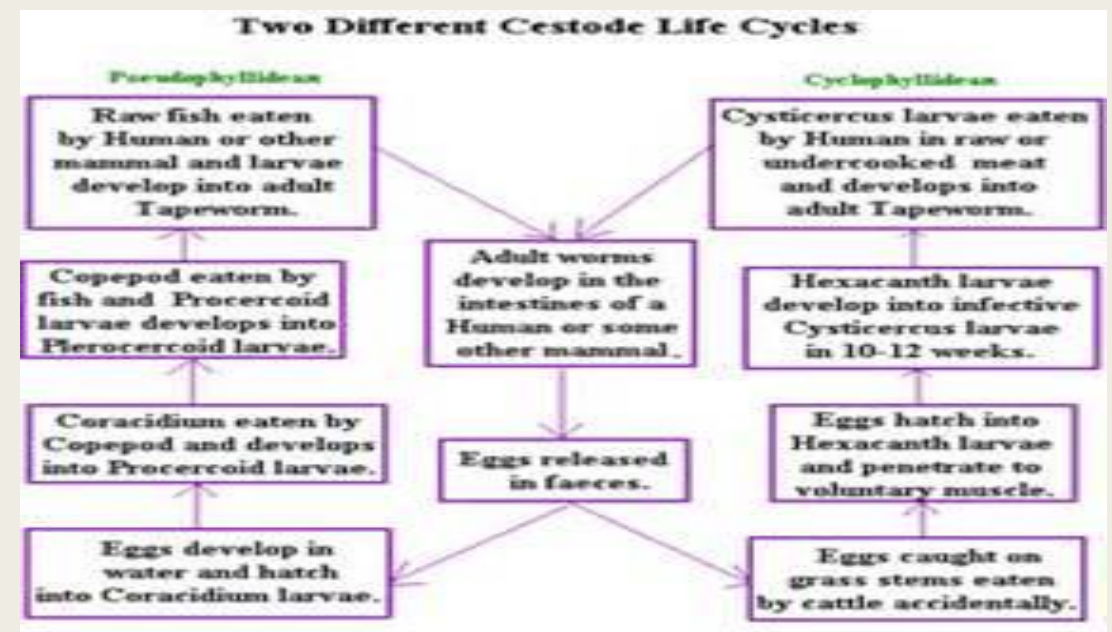 Two Different Cestode Life Cycles
Pseudophyllidean
Cyclophyllidean
Raw fish eaten
by Human or other
mammal and larvae
develop into adult
Tapeworm.
Cysticercus larvae eaten
by Human in raw or
undercooked meat
and develops into
adult Tapeworm.
Adult worms
develop in the
intestines of a
Human or some
other mammal.
Copepod eaten by
fish and Procercoid
larvae develops into
Plerocercoid larvae.
Hexacanth larvae
develop into infective
Cysticercus larvae
in 10-12 weeks.
Coracidium eaten by
Copepod and develops
into Procercoid larvae.
Eggs released
in faeces.
Eggs hatch into
Hexacanth larvae
and penetrate to
voluntary muscle.
Eggs develop in
water and hatch
into Coracidium larvae.
Eggs caught on
grass stems eaten
by cattle accidentally.